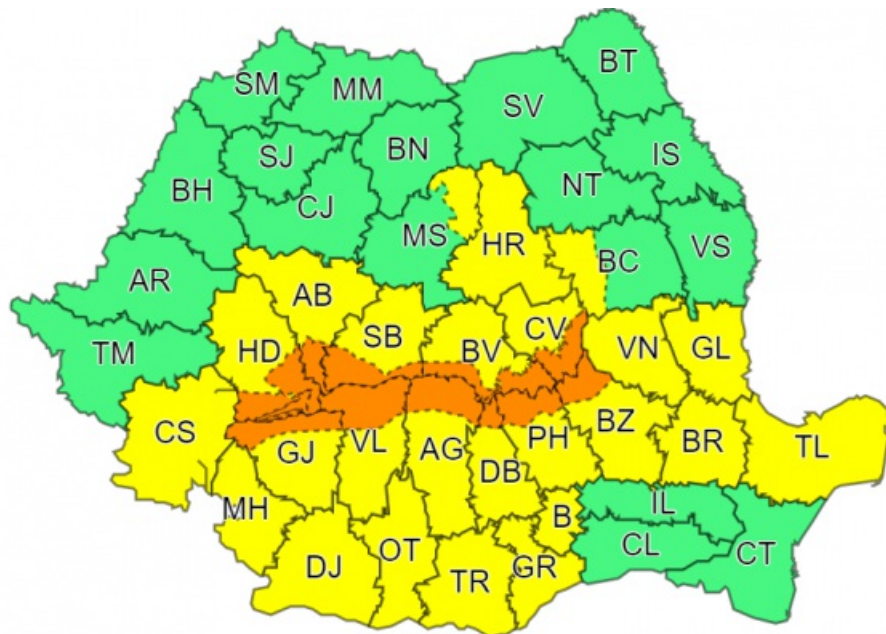 BT
SM
MM
SV
SJ
BN
IS
BH
CJ
NT
MS
HR
VS
BC
AR
AB
SB
CV
HD
BV
VN
GL
TM
CS
GJ
VL
AG
PH
BZ
BR
TL
DB
MH
IL
B
OT
CL
CT
DJ
TR
GR